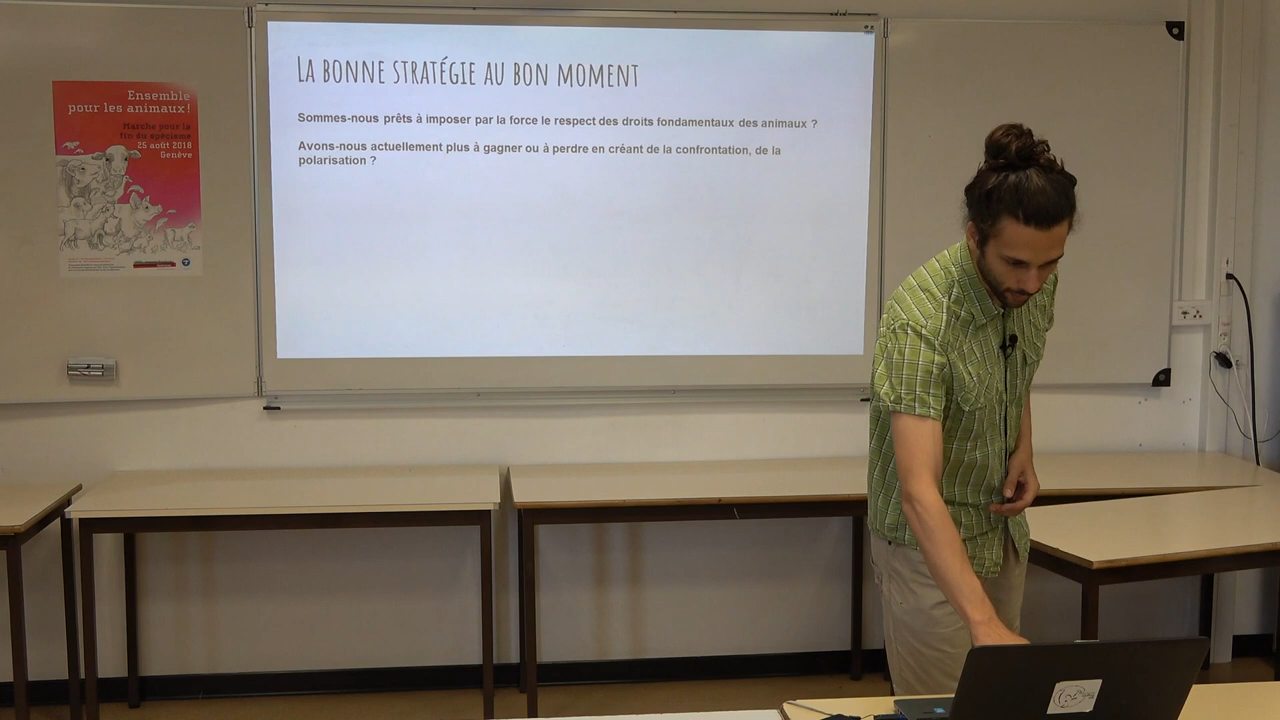 Ensemble
pour les animaux!
Marche pour la
fin du spécisme
25 août 2018
Genève
LA BONNE STRATÉGIE AU BON MOMENT
Sommes-nous prêts à imposer par la force le respect des droits fondamentaux des animaux ?
Avons-nous actuellement plus à gagner ou à perdre en créant de la confrontation, de la
polarisation ?